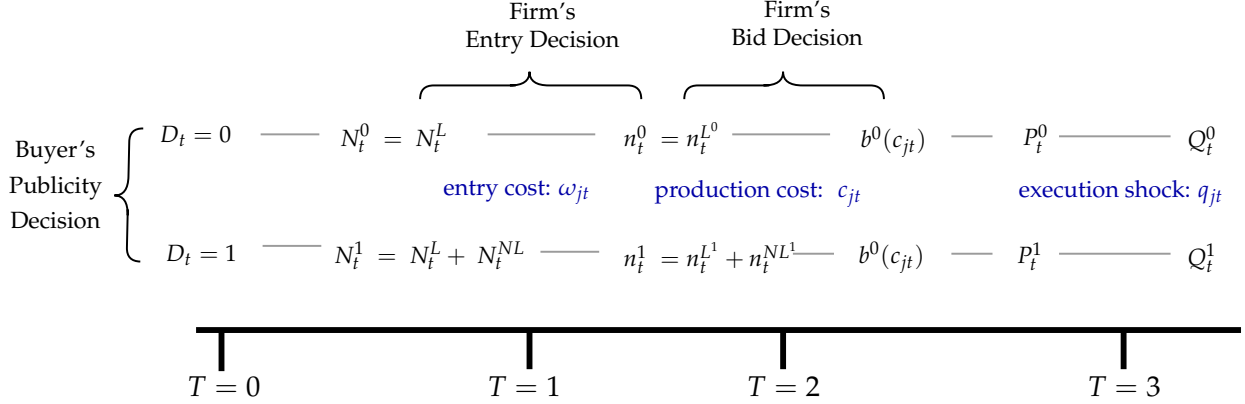 Firm's
Entry Decision
Firm's
Bid Decision
Buyer's
Publicity
Decision
D_t = 0 N_t^0 = N_t^L n_t^0 = n_t^{L^0} b^0(c_{jt}) P_t^0 Q_t^0
entry cost: ω_{jt} production cost: c_{jt} execution shock: q_{jt}
D_t = 1 N_t^1 = N_t^L + N_t^{NL} n_t^1 = n_t^{L^1} + n_t^{NL^1} b^0(c_{jt}) P_t^1 Q_t^1
T = 0 T = 1 T = 2 T = 3